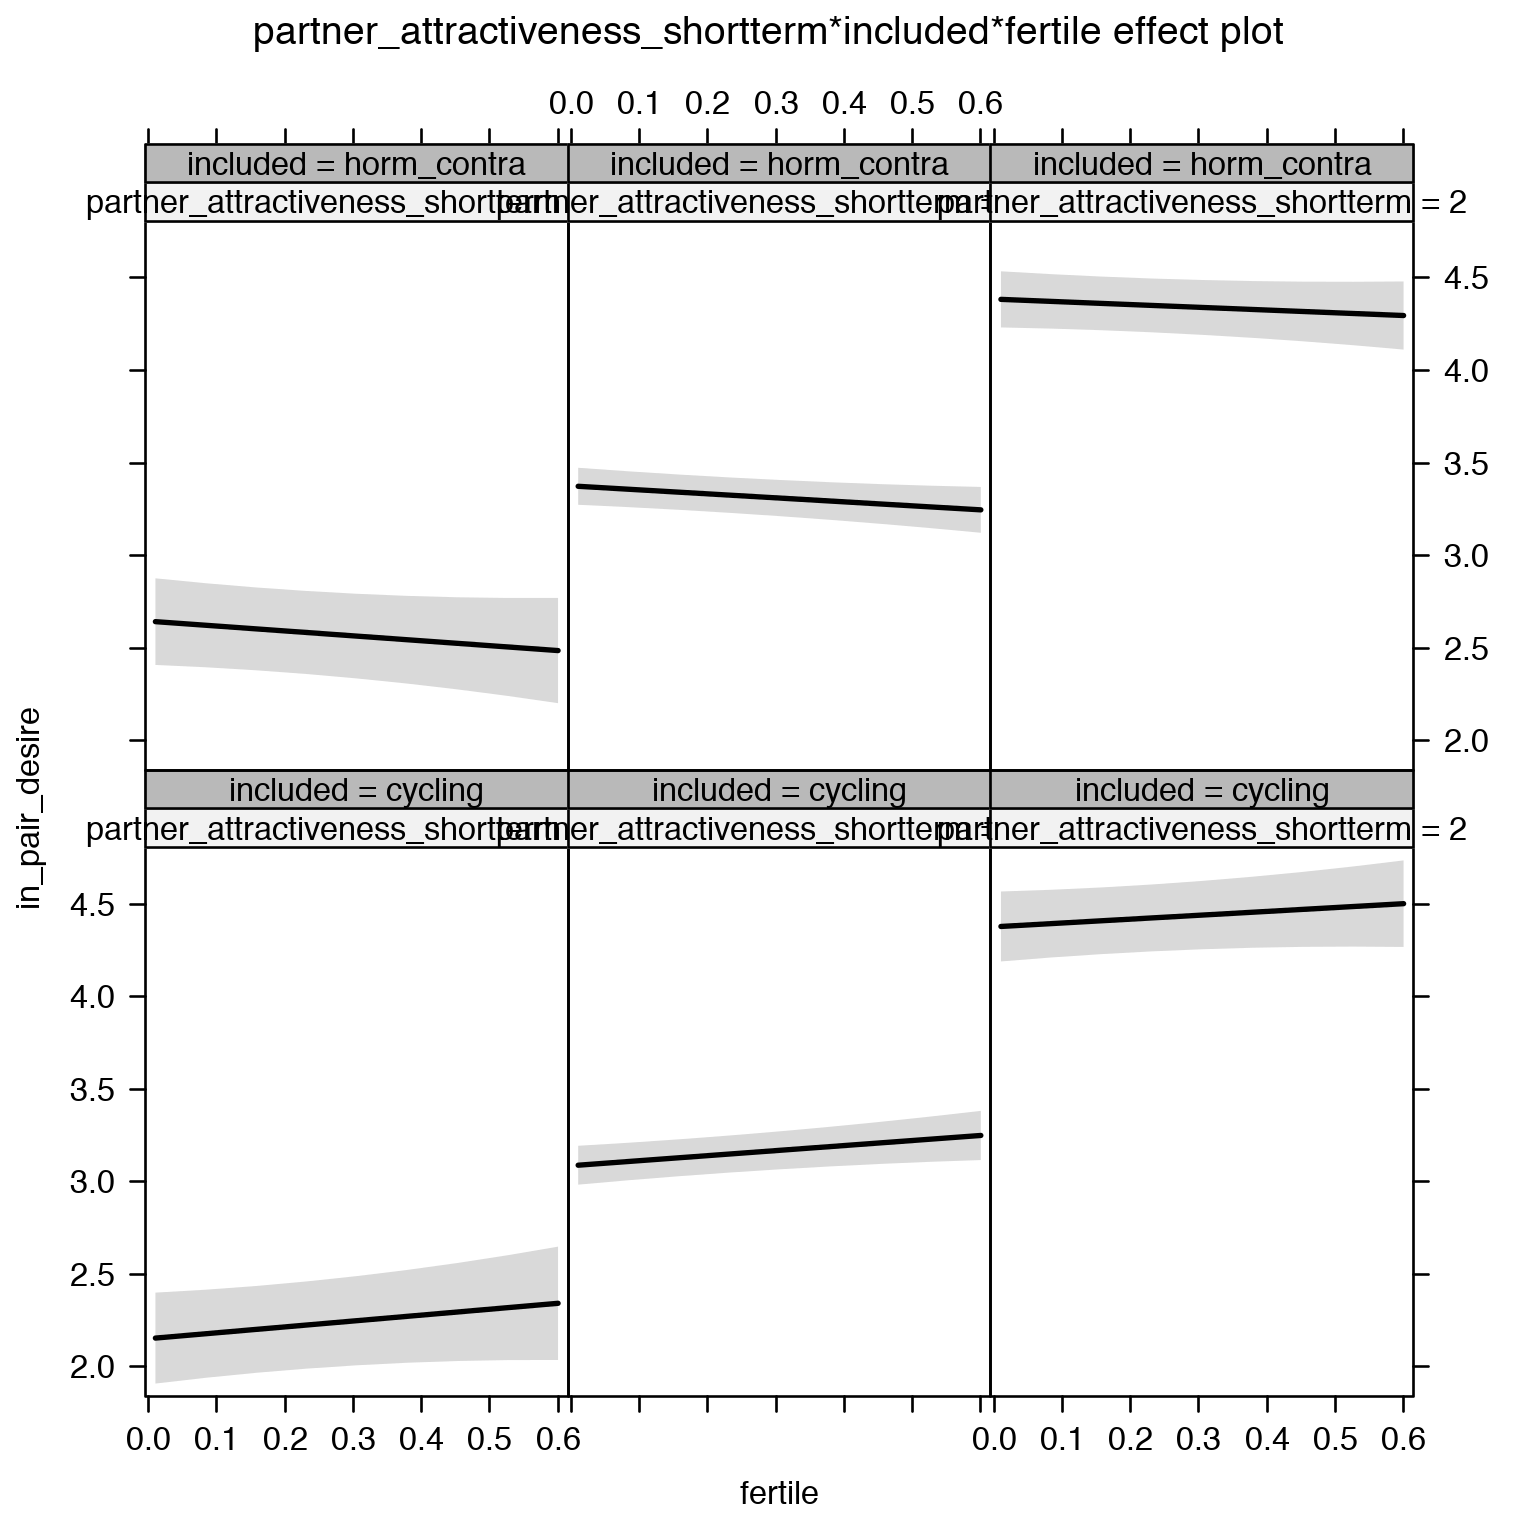 partner_attractiveness_shortterm*included*fertile effect plot
0.0 0.1 0.2 0.3 0.4 0.5 0.6
included = horm_contra included = horm_contra included = horm_contra
partner_attractiveness_shortterm partner_attractiveness_shortterm = partner_attractiveness_shortterm = 2
4.5
4.0
3.5
3.0
2.5
2.0
included = cycling included = cycling included = cycling
partner_attractiveness_shortterm partner_attractiveness_shortterm = partner_attractiveness_shortterm = 2
in_pair_desire
4.5
4.0
3.5
3.0
2.5
2.0
0.0 0.1 0.2 0.3 0.4 0.5 0.6 0.0 0.1 0.2 0.3 0.4 0.5 0.6
fertile